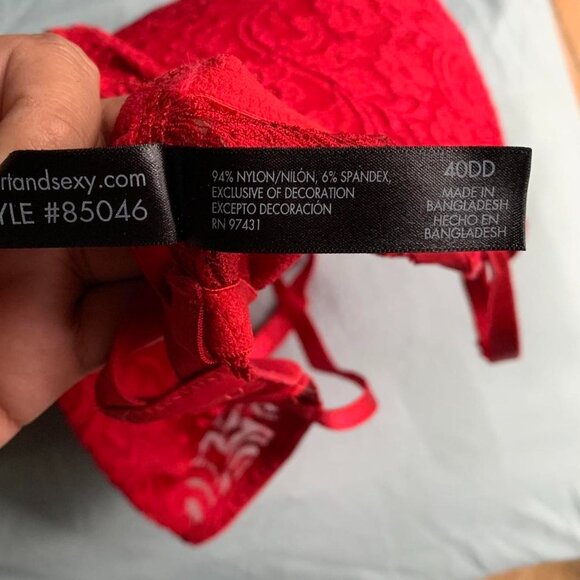 rtandsexy.com
YLE #85046
94% NYLON/NILÓN, 6% SPANDEX,
EXCLUSIVE OF DECORATION
EXCEPTO DECORACIÓN
RN 97431
40DD
MADE IN
BANGLADESH
HECHO EN
BANGLADESH